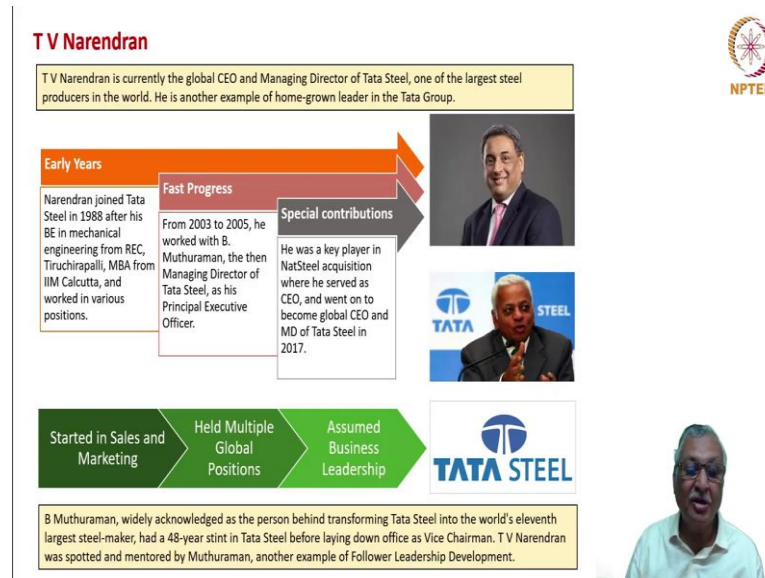 T V Narendran
NPTEL
T V Narendran is currently the global CEO and Managing Director of Tata Steel, one of the largest steel
producers in the world. He is another example of home-grown leader in the Tata Group.
Early Years
Narendran joined Tata
Steel in 1988 after his
BE in mechanical
engineering from REC,
Tiruchirapalli, MBA from
IIM Calcutta, and
worked in various
positions.
Fast Progress
From 2003 to 2005, he
worked with B.
Muthuraman, the then
Managing Director of
Tata Steel, as his
Principal Executive
Officer.
Special contributions
He was a key player in
NatSteel acquisition
where he served as
CEO, and went on to
become global CEO and
MD of Tata Steel in
2017.
TATA STEEL
Started in Sales and
Marketing
Held Multiple
Global
Positions
Assumed
Business
Leadership
TATA STEEL
B Muthuraman, widely acknowledged as the person behind transforming Tata Steel into the world's eleventh
largest steel-maker, had a 48-year stint in Tata Steel before laying down office as Vice Chairman. T V Narendran
was spotted and mentored by Muthuraman, another example of Follower Leadership Development.